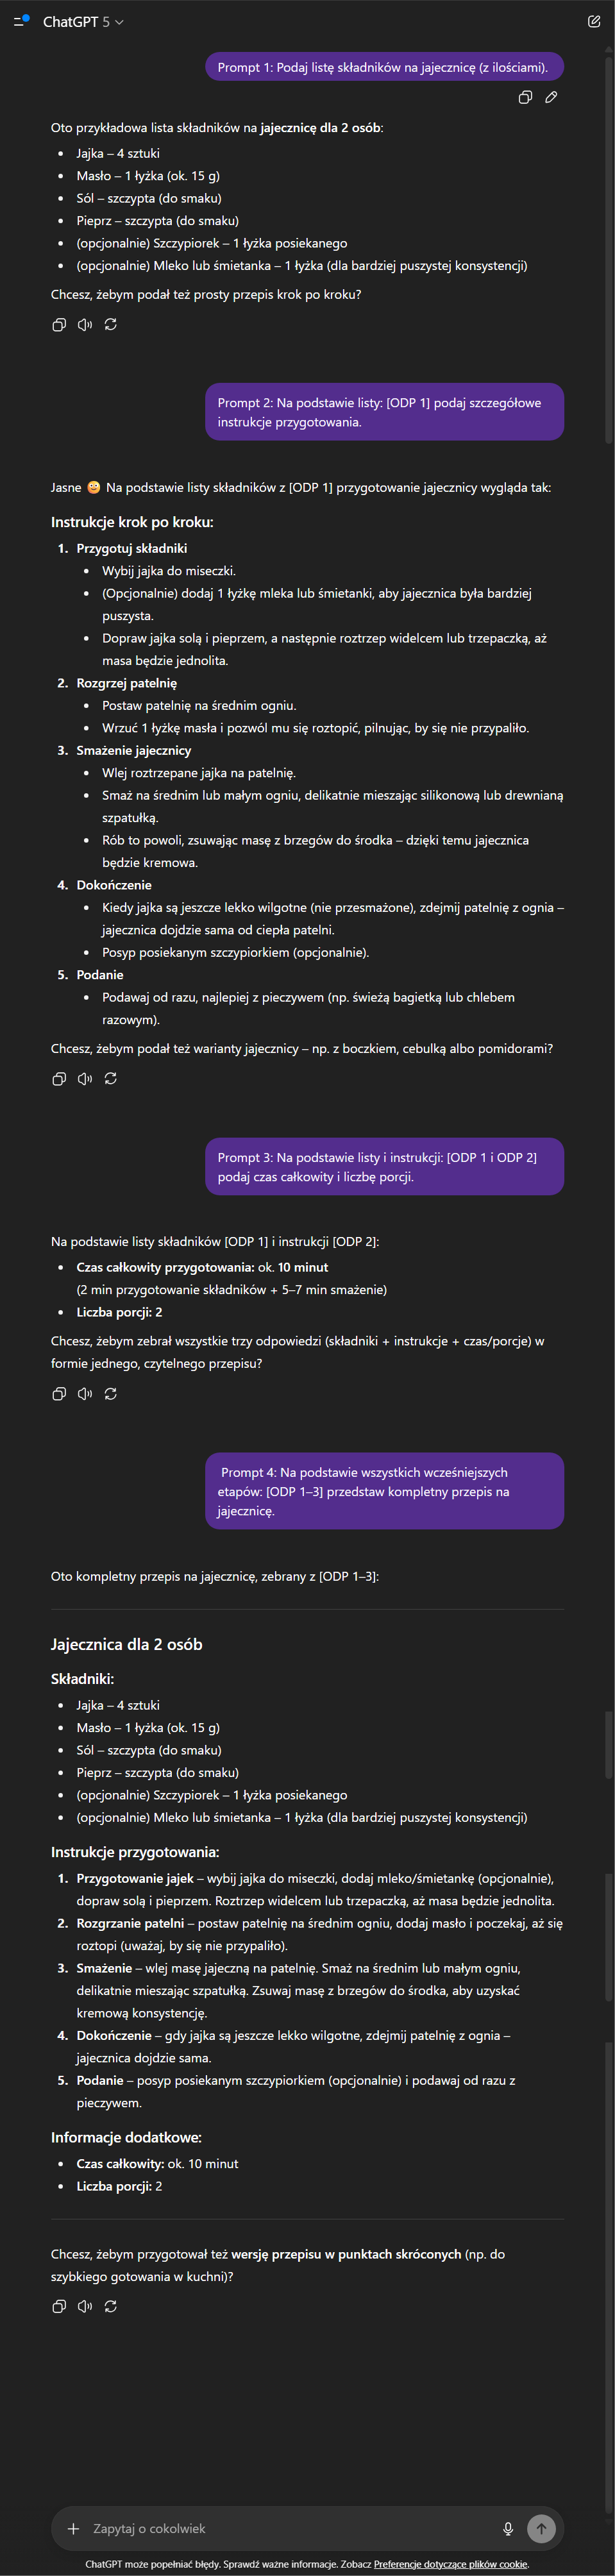 ChatGPT 5
Prompt 1: Podaj listę składników na jajecznicę (z ilościami).
Oto przykładowa lista składników na jajecznicę dla 2 osób:
• Jajka – 4 sztuki
• Masło – 1 łyżka (ok. 15 g)
• Sól – szczypta (do smaku)
• Pieprz – szczypta (do smaku)
• (opcjonalnie) Szczypiorek – 1 łyżka posiekanego
• (opcjonalnie) Mleko lub śmietanka – 1 łyżka (dla bardziej puszystej konsystencji)
Chcesz, żebym podał też prosty przepis krok po kroku?
Prompt 2: Na podstawie listy: [ODP 1] podaj szczegółowe
instrukcje przygotowania.
Jasne 😄 Na podstawie listy składników z [ODP 1] przygotowanie jajecznicy wygląda tak:
Instrukcje krok po kroku:
1. Przygotuj składniki
• Wybij jajka do miseczki.
• (Opcjonalnie) dodaj 1 łyżkę mleka lub śmietanki, aby jajecznica była bardziej
puszysta.
• Dopraw jajka solą i pieprzem, a następnie roztrzep widelcem lub trzepaczką, aż
masa będzie jednolita.
2. Rozgrzej patelnię
• Postaw patelnię na średnim ogniu.
• Wrzuć 1 łyżkę masła i pozwól mu się roztopić, pilnując, by się nie przypaliło.
3. Smażenie jajecznicy
• Wlej roztrzepane jajka na patelnię.
• Smaż na średnim lub małym ogniu, delikatnie mieszając silikonową lub drewnianą
szpatułką.
• Rób to powoli, zsuwając masę z brzegów do środka – dzięki temu jajecznica
będzie kremowa.
4. Dokończenie
• Kiedy jajka są jeszcze lekko wilgotne (nie przesmażone), zdejmij patelnię z ognia –
jajecznica dojdzie sama od ciepła patelni.
• Posyp posiekanym szczypiorkiem (opcjonalnie).
5. Podanie
• Podawaj od razu, najlepiej z pieczywem (np. świeżą bagietką lub chlebem
razowym).
Chcesz, żebym podał też warianty jajecznicy – np. z boczkiem, cebulką albo pomidorami?
Prompt 3: Na podstawie listy i instrukcji: [ODP 1 i ODP 2]
podaj czas całkowity i liczbę porcji.
Na podstawie listy składników [ODP 1] i instrukcji [ODP 2]:
• Czas całkowity przygotowania: ok. 10 minut
(2 min przygotowanie składników + 5–7 min smażenie)
• Liczba porcji: 2
Chcesz, żebym zebrał wszystkie trzy odpowiedzi (składniki + instrukcje + czas/porcje) w
formie jednego, czytelnego przepisu?
Prompt 4: Na podstawie wszystkich wcześniejszych
etapów: [ODP 1–3] przedstaw kompletny przepis na
jajecznicę.
Oto kompletny przepis na jajecznicę, zebrany z [ODP 1–3]:
Jajecznica dla 2 osób
Składniki:
• Jajka – 4 sztuki
• Masło – 1 łyżka (ok. 15 g)
• Sól – szczypta (do smaku)
• Pieprz – szczypta (do smaku)
• (opcjonalnie) Szczypiorek – 1 łyżka posiekanego
• (opcjonalnie) Mleko lub śmietanka – 1 łyżka (dla bardziej puszystej konsystencji)
Instrukcje przygotowania:
1. Przygotowanie jajek – wybij jajka do miseczki, dodaj mleko/śmietankę (opcjonalnie),
dopraw solą i pieprzem. Roztrzep widelcem lub trzepaczką, aż masa będzie jednolita.
2. Rozgrzanie patelni – postaw patelnię na średnim ogniu, dodaj masło i poczekaj, aż się
roztopi (uważaj, by się nie przypaliło).
3. Smażenie – wlej masę jajeczną na patelnię. Smaż na średnim lub małym ogniu,
delikatnie mieszając szpatułką. Zsuwaj masę z brzegów do środka, aby uzyskać
kremową konsystencję.
4. Dokończenie – gdy jajka są jeszcze lekko wilgotne, zdejmij patelnię z ognia –
jajecznica dojdzie sama.
5. Podanie – posyp posiekanym szczypiorkiem (opcjonalnie) i podawaj od razu z
pieczywem.
Informacje dodatkowe:
• Czas całkowity: ok. 10 minut
• Liczba porcji: 2
Chcesz, żebym przygotował też wersję przepisu w punktach skróconych (np. do
szybkiego gotowania w kuchni)?
Zapytaj o cokolwiek
ChatGPT może popełniać błędy. Sprawdź ważne informacje. Zobacz Preferencje dotyczące plików cookie.